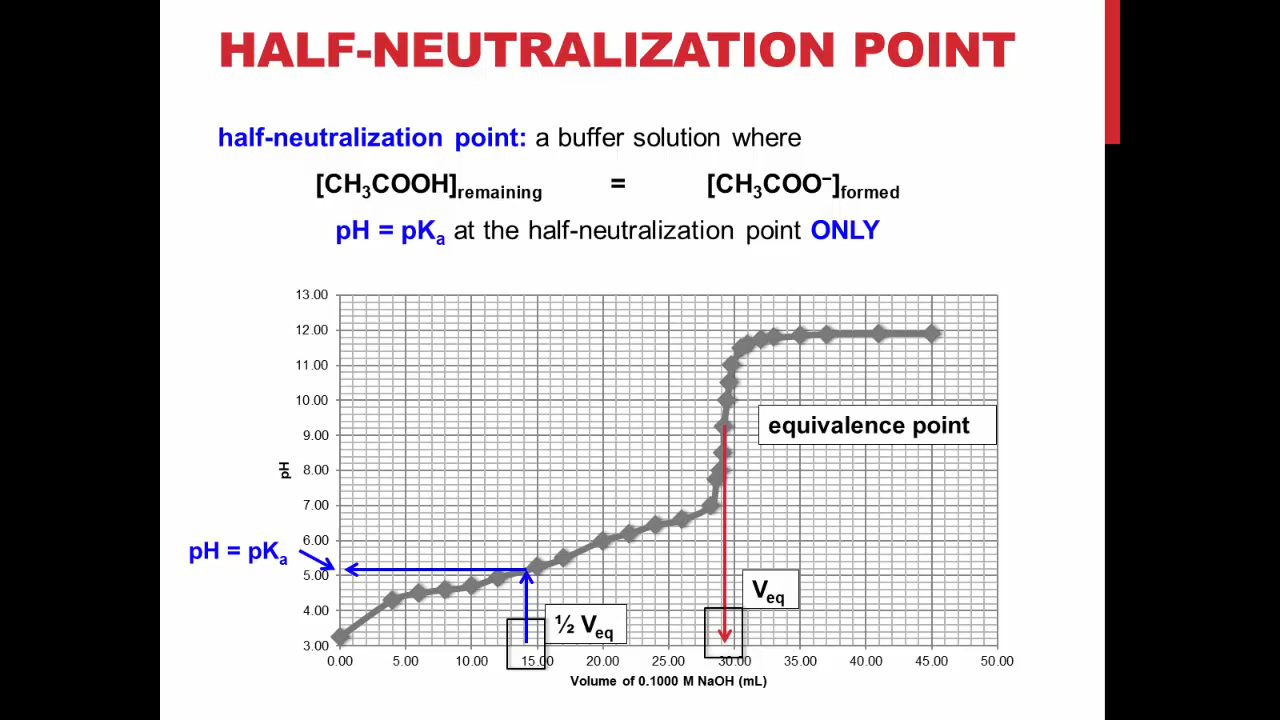 HALF-NEUTRALIZATION POINT
half-neutralization point: a buffer solution where
[CH₃COOH]remaining = [CH₃COO⁻]formed
pH = pKₐ at the half-neutralization point ONLY
13.00
12.00
11.00
10.00
9.00
8.00
7.00
6.00
5.00
4.00
3.00
pH
equivalence point
pH = pKₐ
Veq
½ Veq
0.00 5.00 10.00 15.00 20.00 25.00 30.00 35.00 40.00 45.00 50.00
Volume of 0.1000 M NaOH (mL)